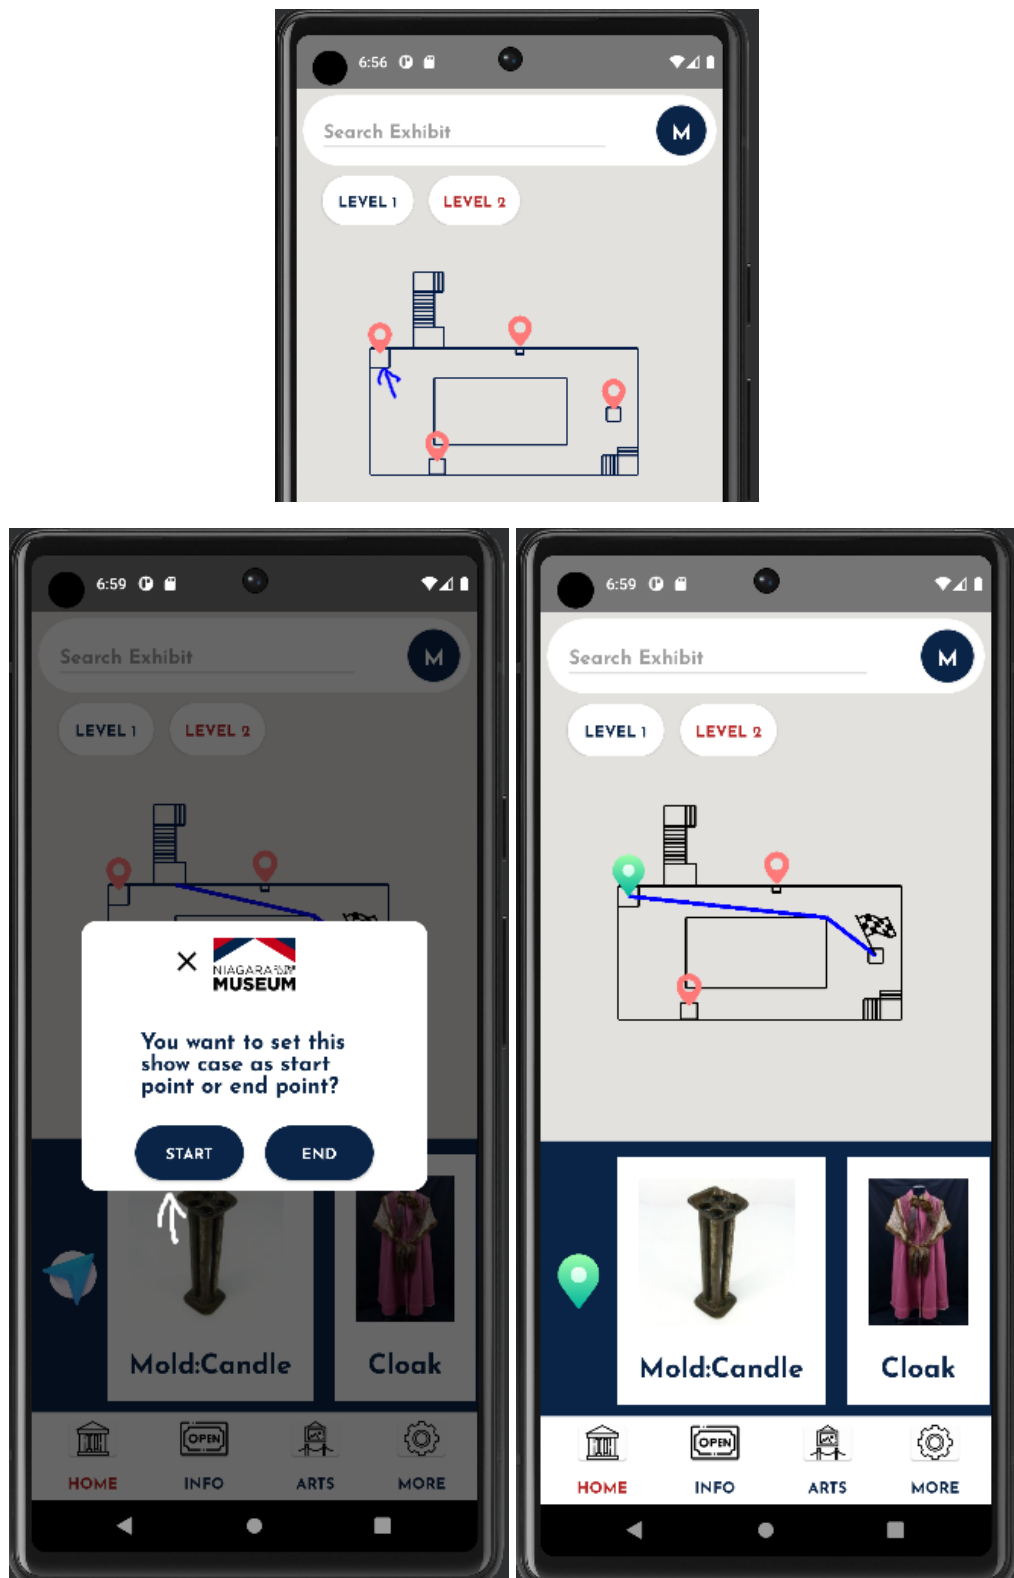 6:56
Search Exhibit
M
LEVEL 1
LEVEL 2
6:59
Search Exhibit
M
LEVEL 1
LEVEL 2
NIAGARA
MUSEUM
You want to set this
show case as start
point or end point?
START
END
Mold:Candle
Cloak
OPEN
HOME
INFO
ARTS
MORE
6:59
Search Exhibit
M
LEVEL 1
LEVEL 2
Mold:Candle
Cloak
OPEN
HOME
INFO
ARTS
MORE